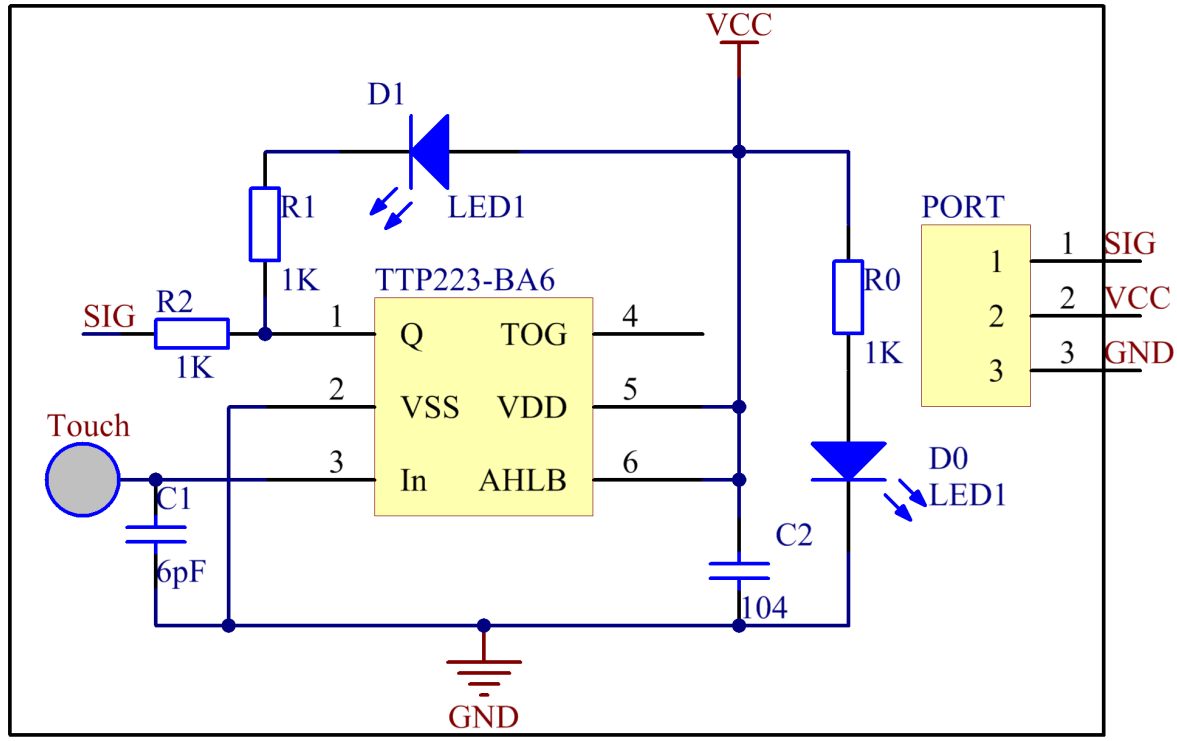 VCC
D1
LED1
R1
1K
PORT
1 1 SIG
2 2 VCC
3 3 GND
R0
1K
TTP223-BA6
SIG
R2
1K
1 Q TOG 4
2 VSS VDD 5
3 In AHLB 6
Touch
C1
6pF
D0
LED1
C2
104
GND